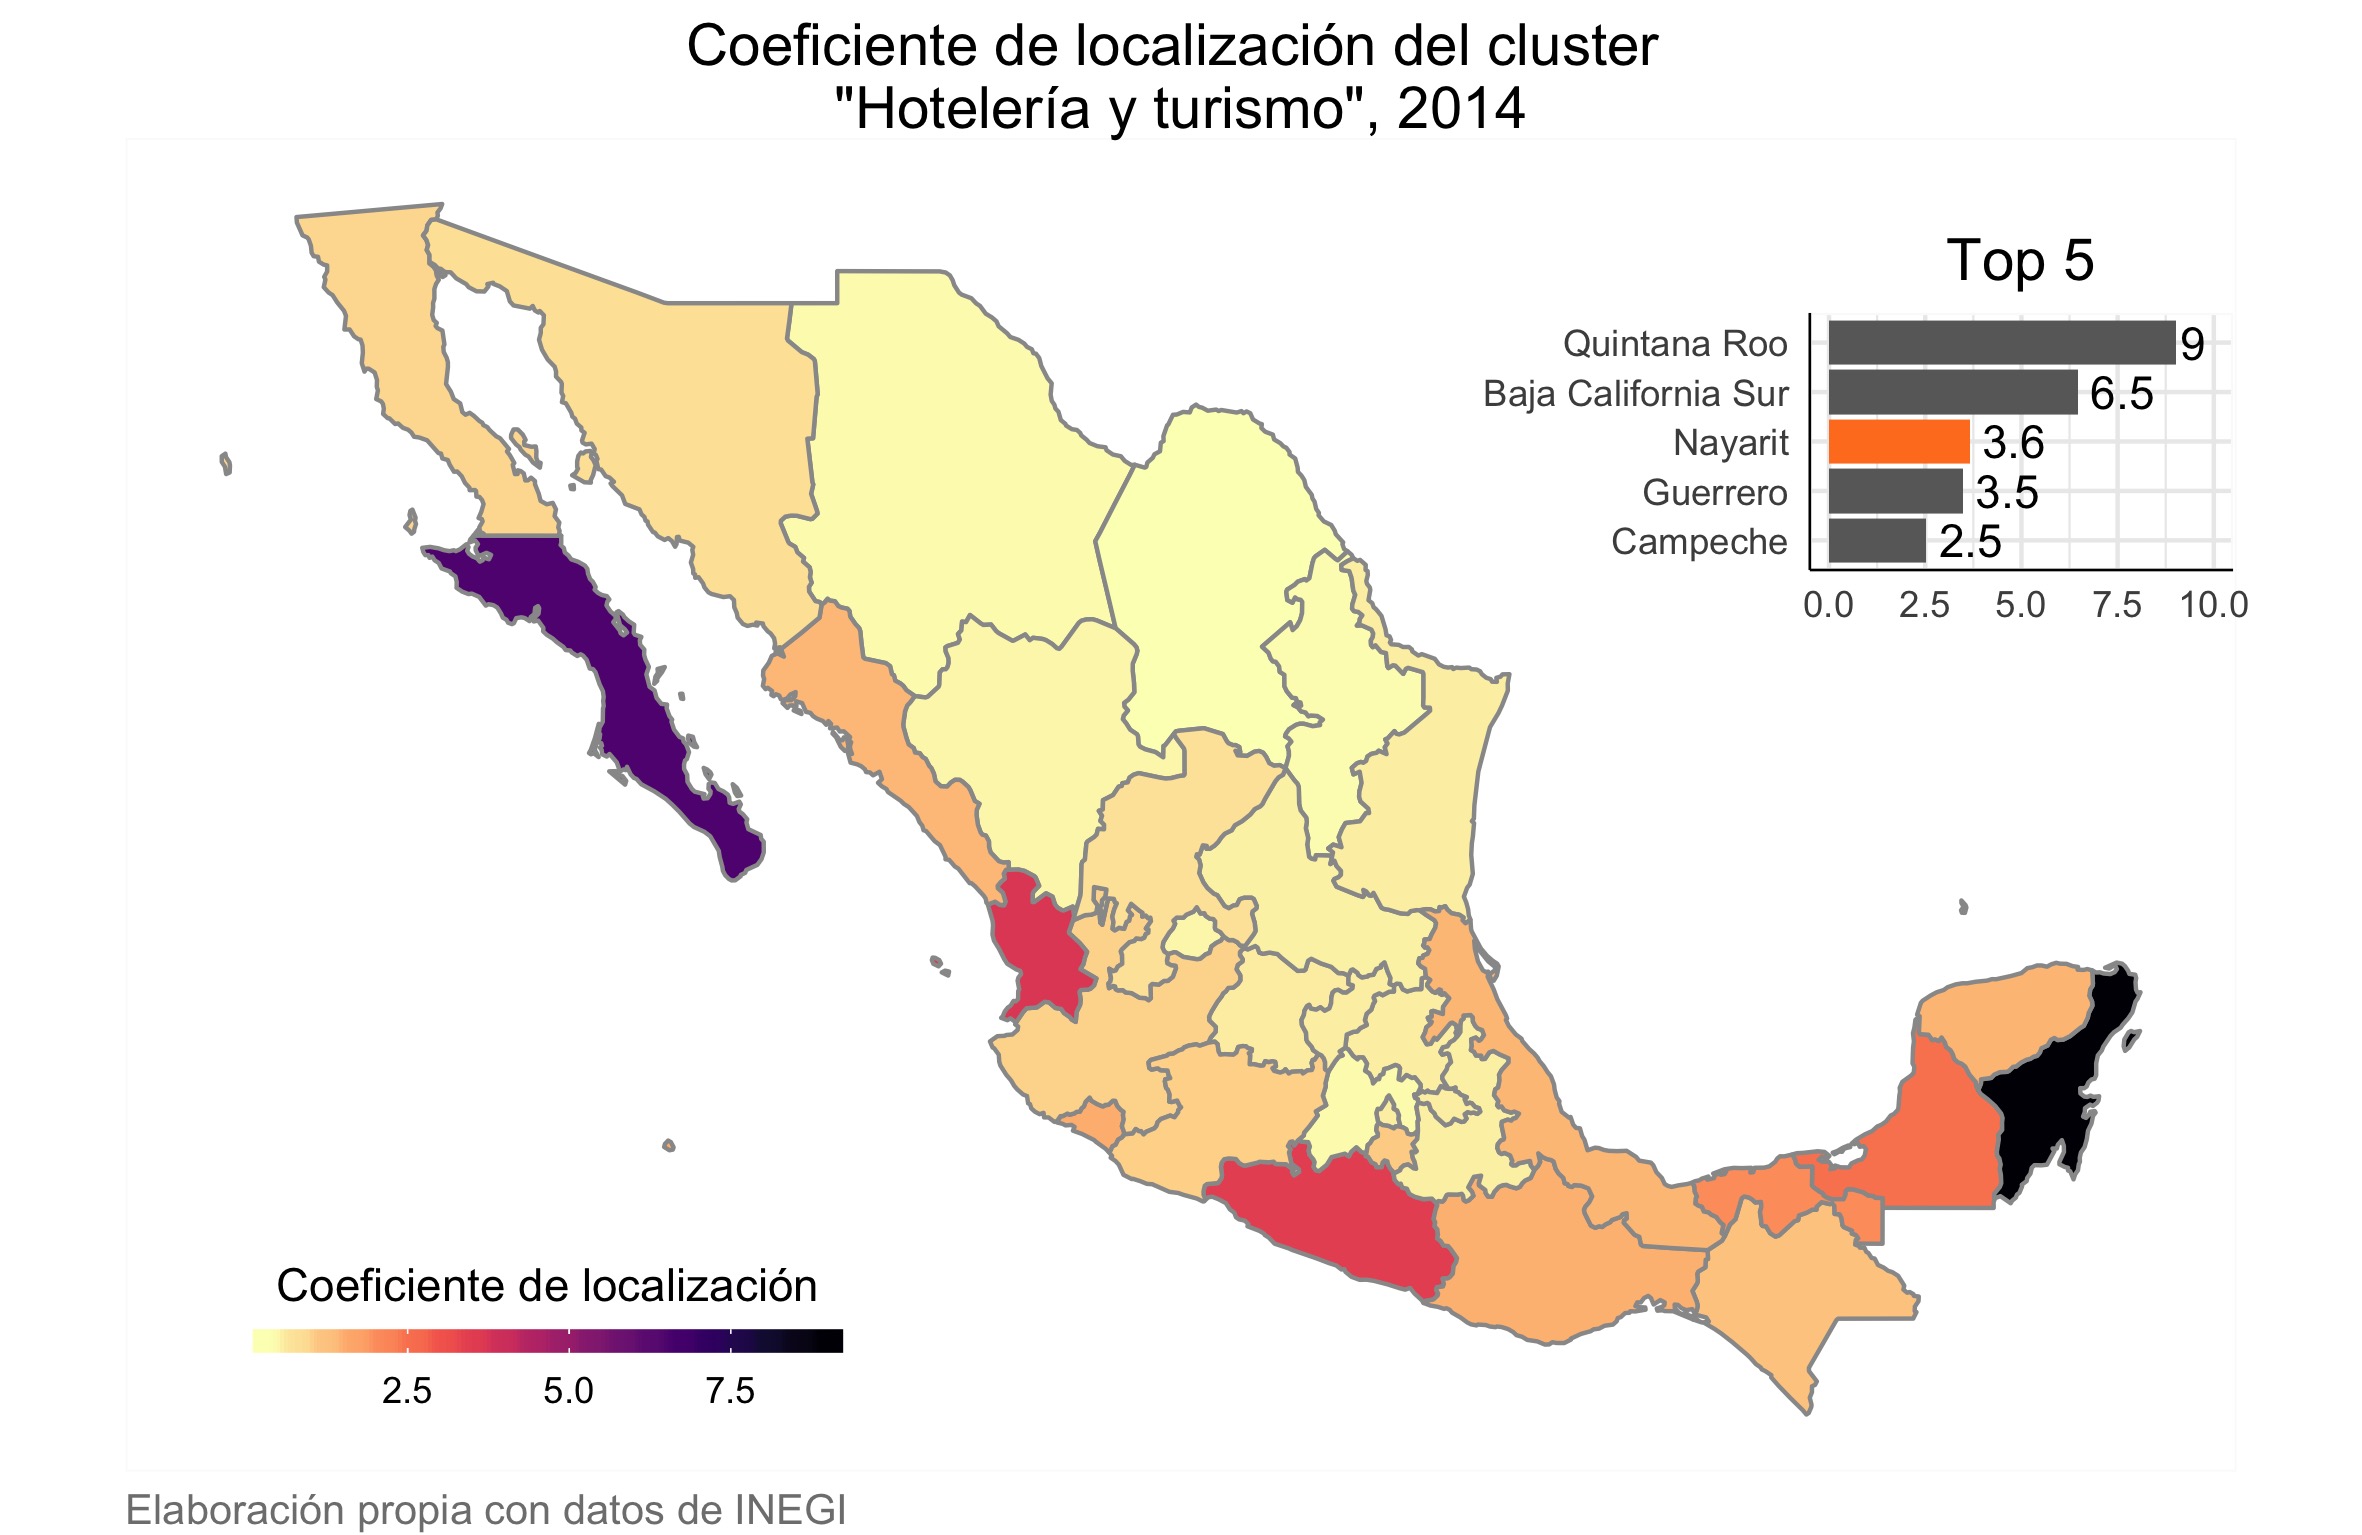 Coeficiente de localización del cluster
"Hotelería y turismo", 2014
Top 5
Quintana Roo 9
Baja California Sur 6.5
Nayarit 3.6
Guerrero 3.5
Campeche 2.5
0.0 2.5 5.0 7.5 10.0
Coeficiente de localización
2.5 5.0 7.5
Elaboración propia con datos de INEGI